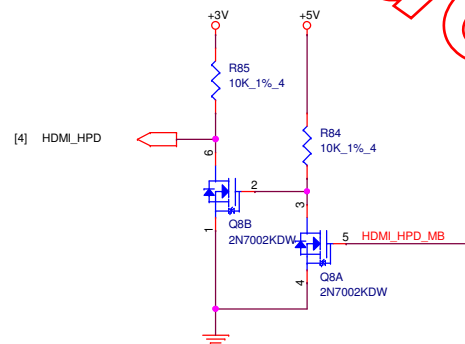 +3V
+5V
R85
10K_1%_4
[4] HDMI_HPD
R84
10K_1%_4
6
2
3
1
Q8B
2N7002KDW
5
HDMI_HPD_MB
4
Q8A
2N7002KDW